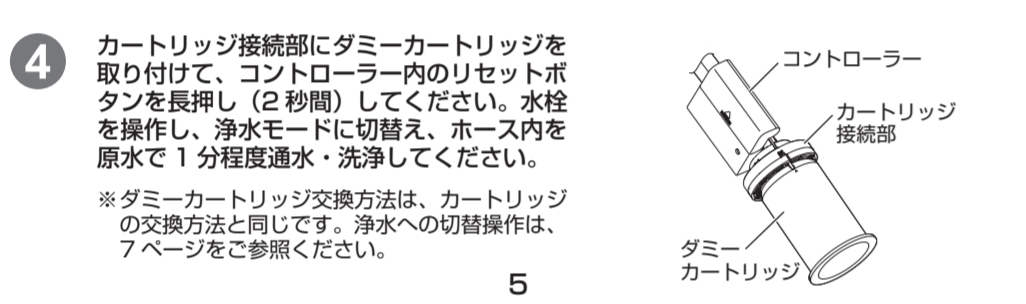 4
カートリッジ接続部にダミーカートリッジを
取り付けて、コントローラー内のリセットボ
タンを長押し（2秒間）してください。水栓
を操作し、浄水モードに切替え、ホース内を
原水で1分程度通水・洗浄してください。
※ダミーカートリッジ交換方法は、カートリッジ
の交換方法と同じです。浄水への切替操作は、
7ページをご参照ください。
コントローラー
カートリッジ
接続部
ダミー
カートリッジ
5